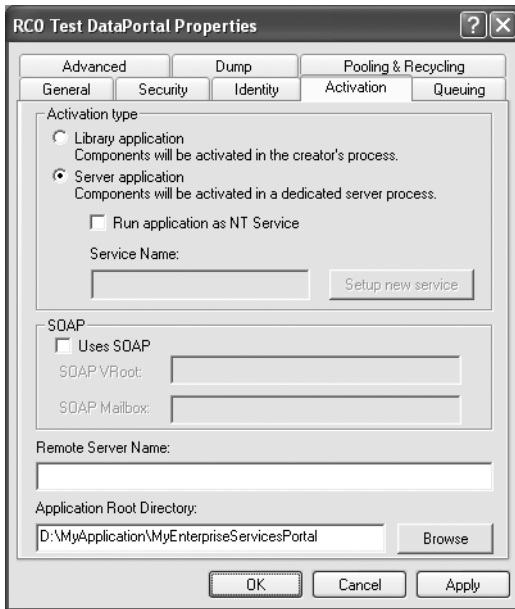 RCO Test DataPortal Properties
Advanced Dump Pooling & Recycling
General Security Identity Activation Queuing
Activation type
Library application
Components will be activated in the creator's process.
Server application
Components will be activated in a dedicated server process.
Run application as NT Service
Service Name:
Setup new service
SOAP
Uses SOAP
SOAP VRoot:
SOAP Mailbox:
Remote Server Name:
Application Root Directory:
D:\MyApplication\MyEnterpriseServicesPortal Browse
OK Cancel Apply